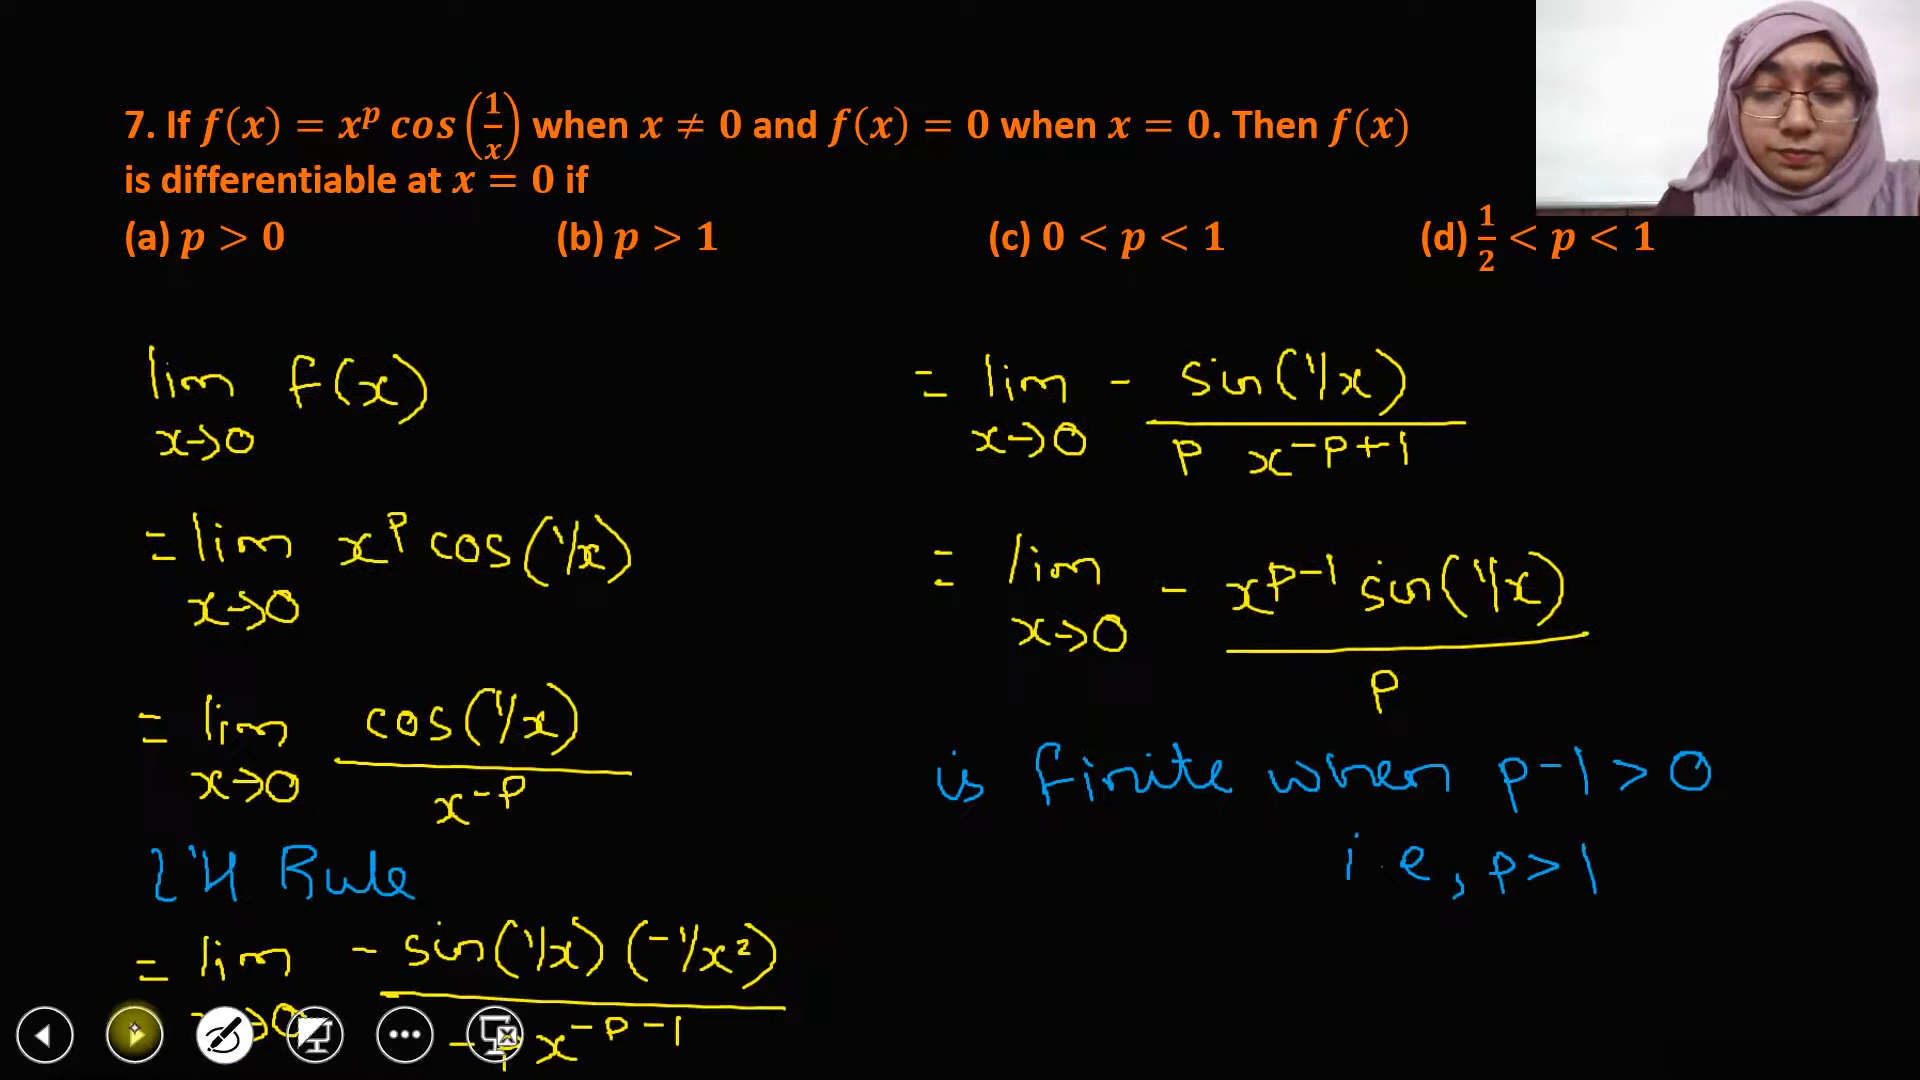 7. If f(x) = x^p cos(1/x) when x ≠ 0 and f(x) = 0 when x = 0. Then f(x)
is differentiable at x = 0 if
(a) p > 0 (b) p > 1 (c) 0 < p < 1 (d) 1/2 < p < 1
lim x→0 f(x)
= lim x→0 x^p cos(1/x)
= lim x→0 cos(1/x) / x^-p
L'H Rule
= lim x→0 - sin(1/x) (-1/x²) / -p x^-p-1
= lim x→0 - sin(1/x) / p x^-p+1
= lim x→0 - x^p-1 sin(1/x) / p
is finite when p-1 > 0
i.e, p > 1